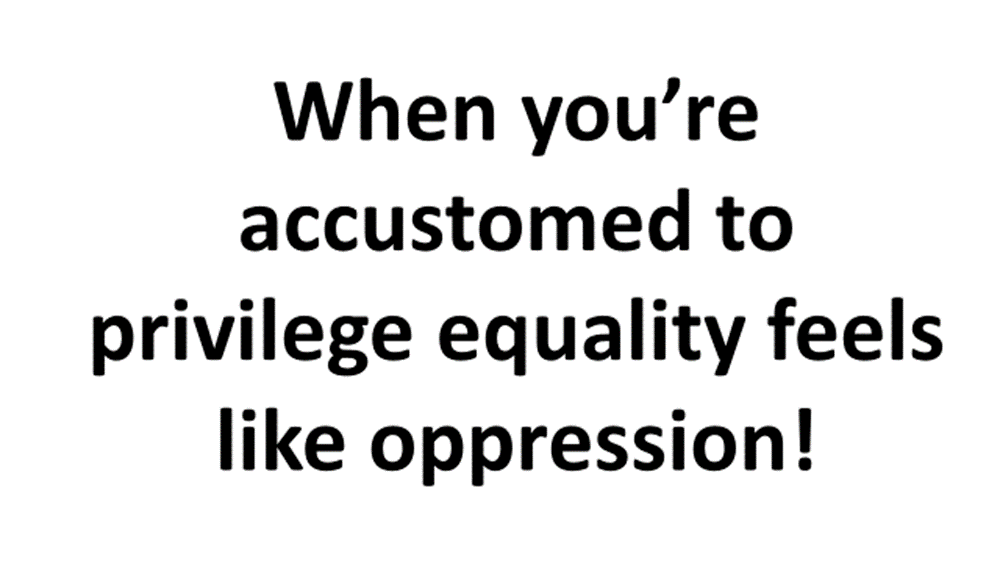 When you’re
accustomed to
privilege equality feels
like oppression!